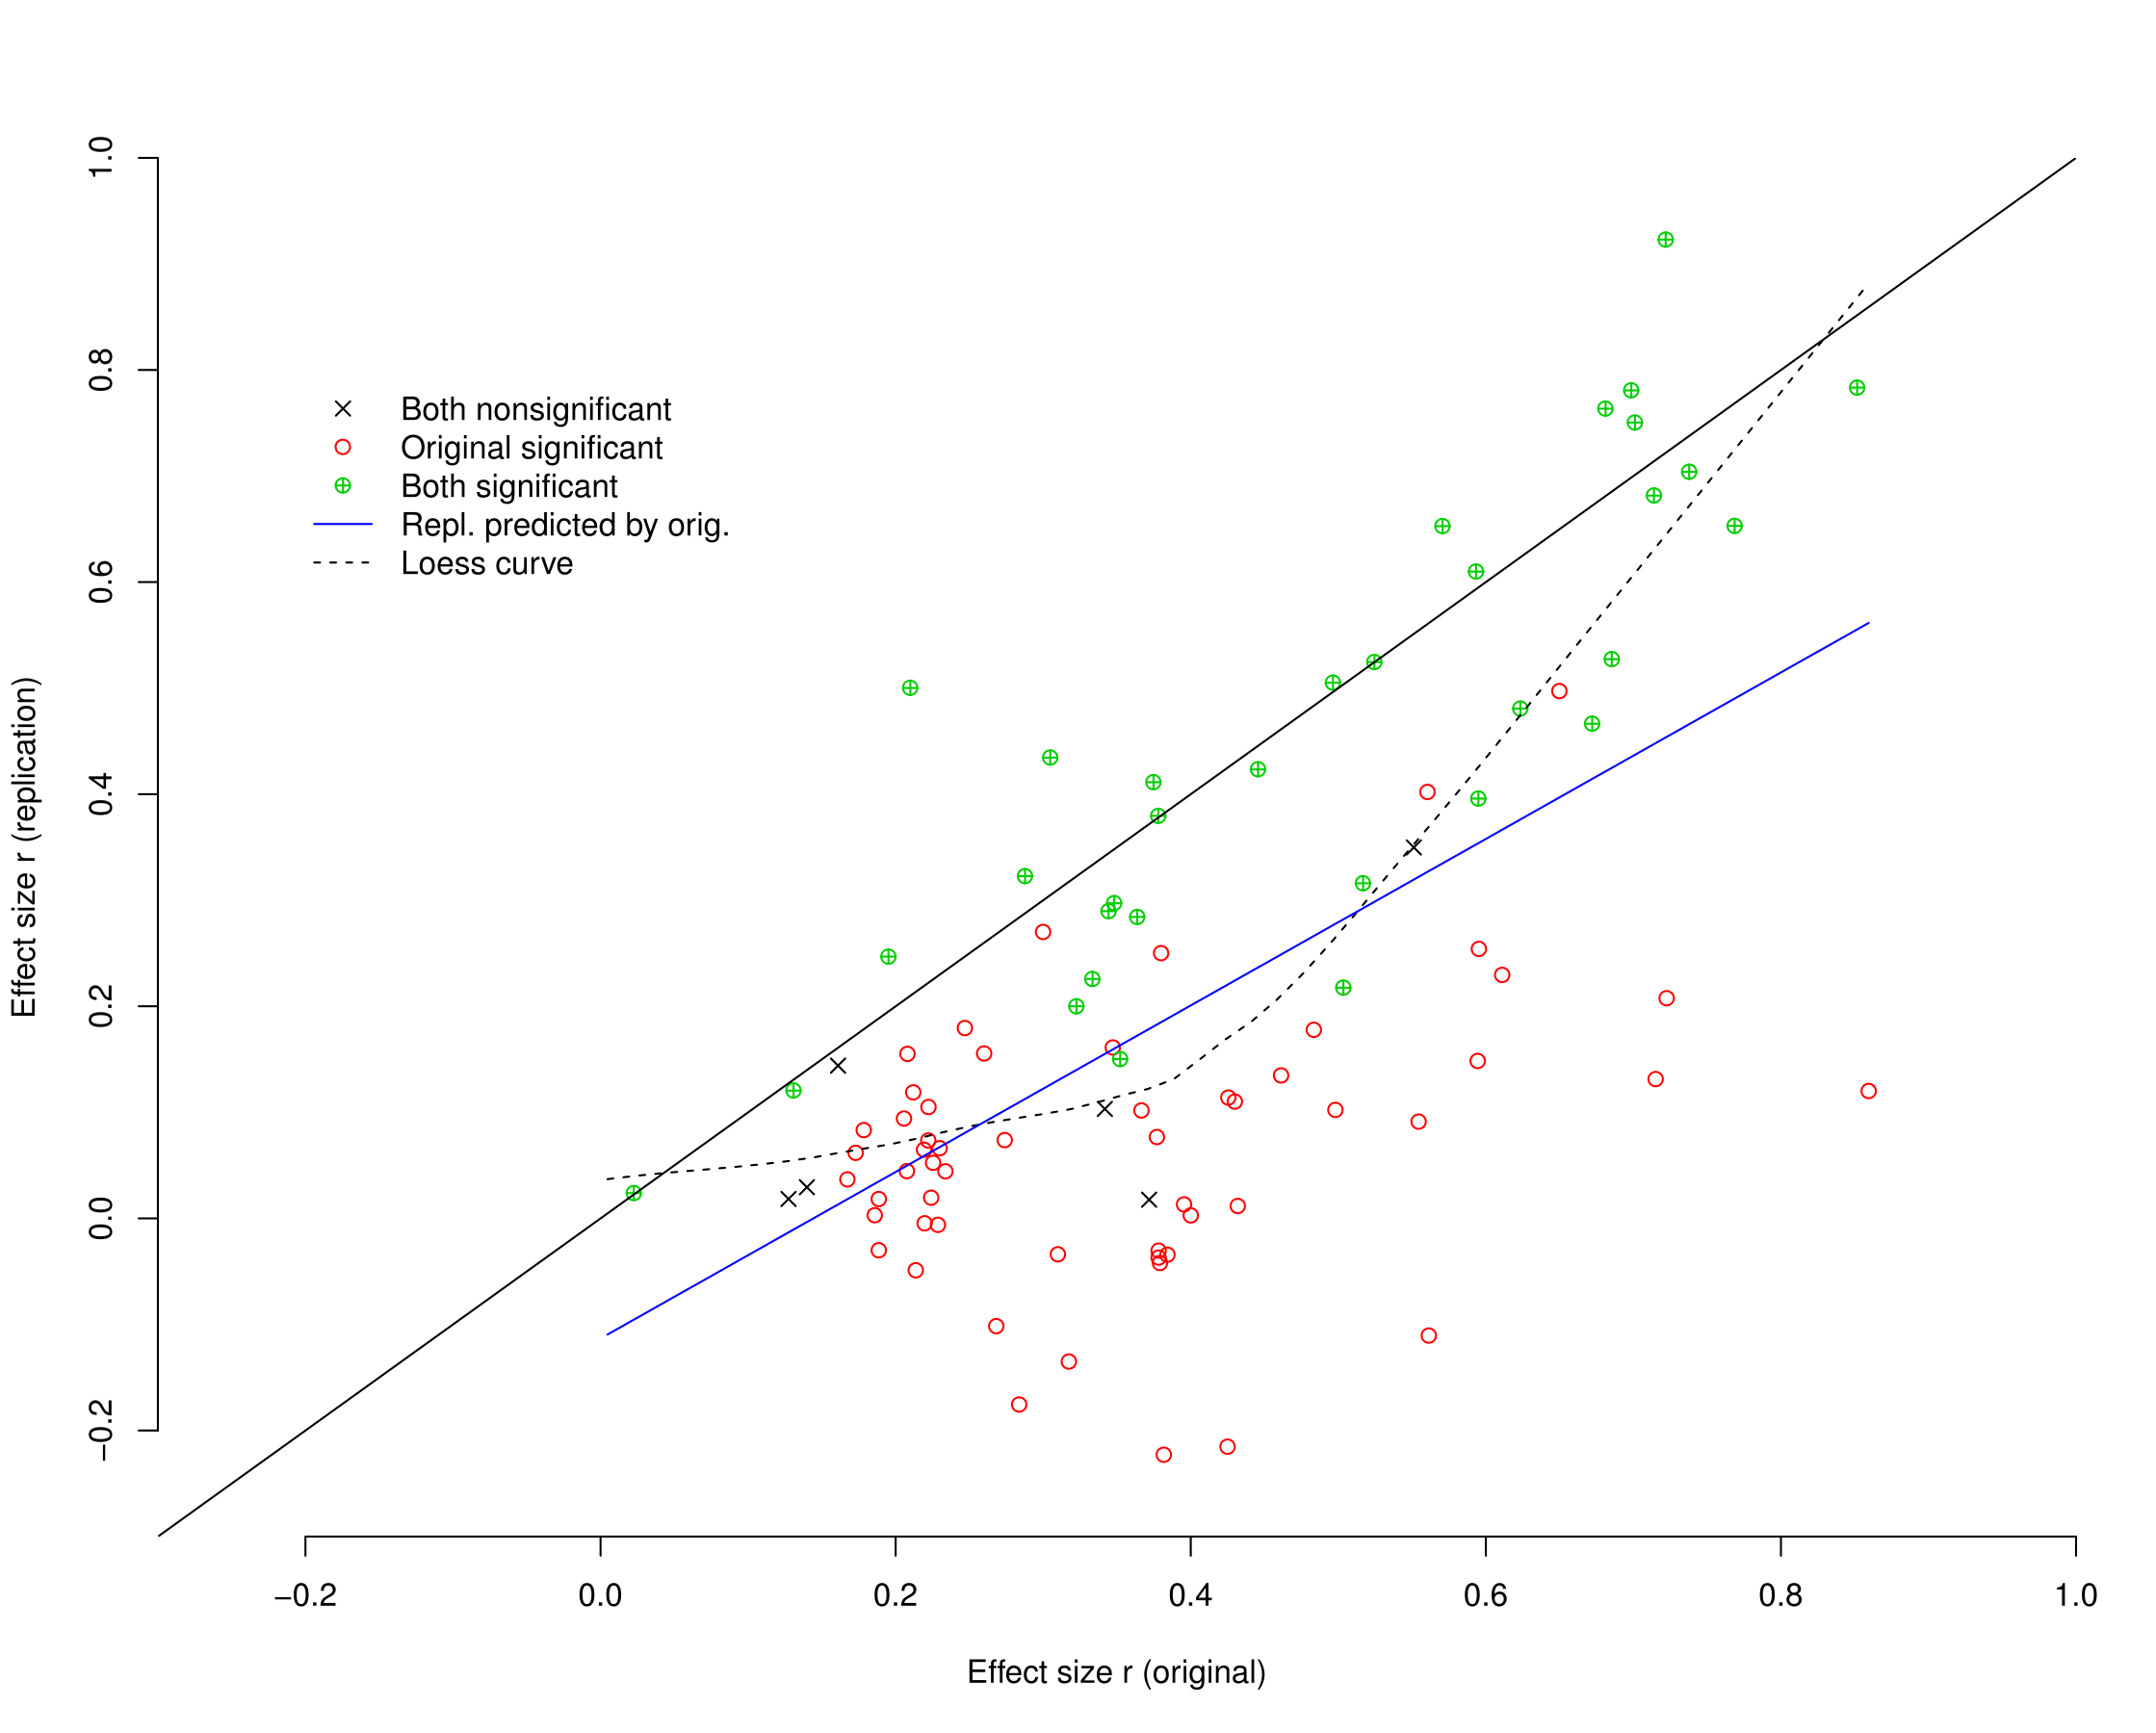 1.0
0.8
0.6
0.4
0.2
0.0
−0.2
Effect size r (replication)
Both nonsignificant
Original significant
Both significant
Repl. predicted by orig.
Loess curve
−0.2 0.0 0.2 0.4 0.6 0.8 1.0
Effect size r (original)